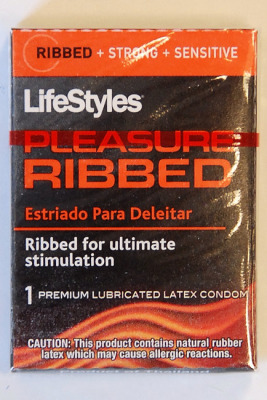 RIBBED + STRONG + SENSITIVE
LifeStyles®
PLEASURE
RIBBED
Estriado Para Deleitar
Ribbed for ultimate
stimulation
1 PREMIUM LUBRICATED LATEX CONDOM
CAUTION: This product contains natural rubber
latex which may cause allergic reactions.